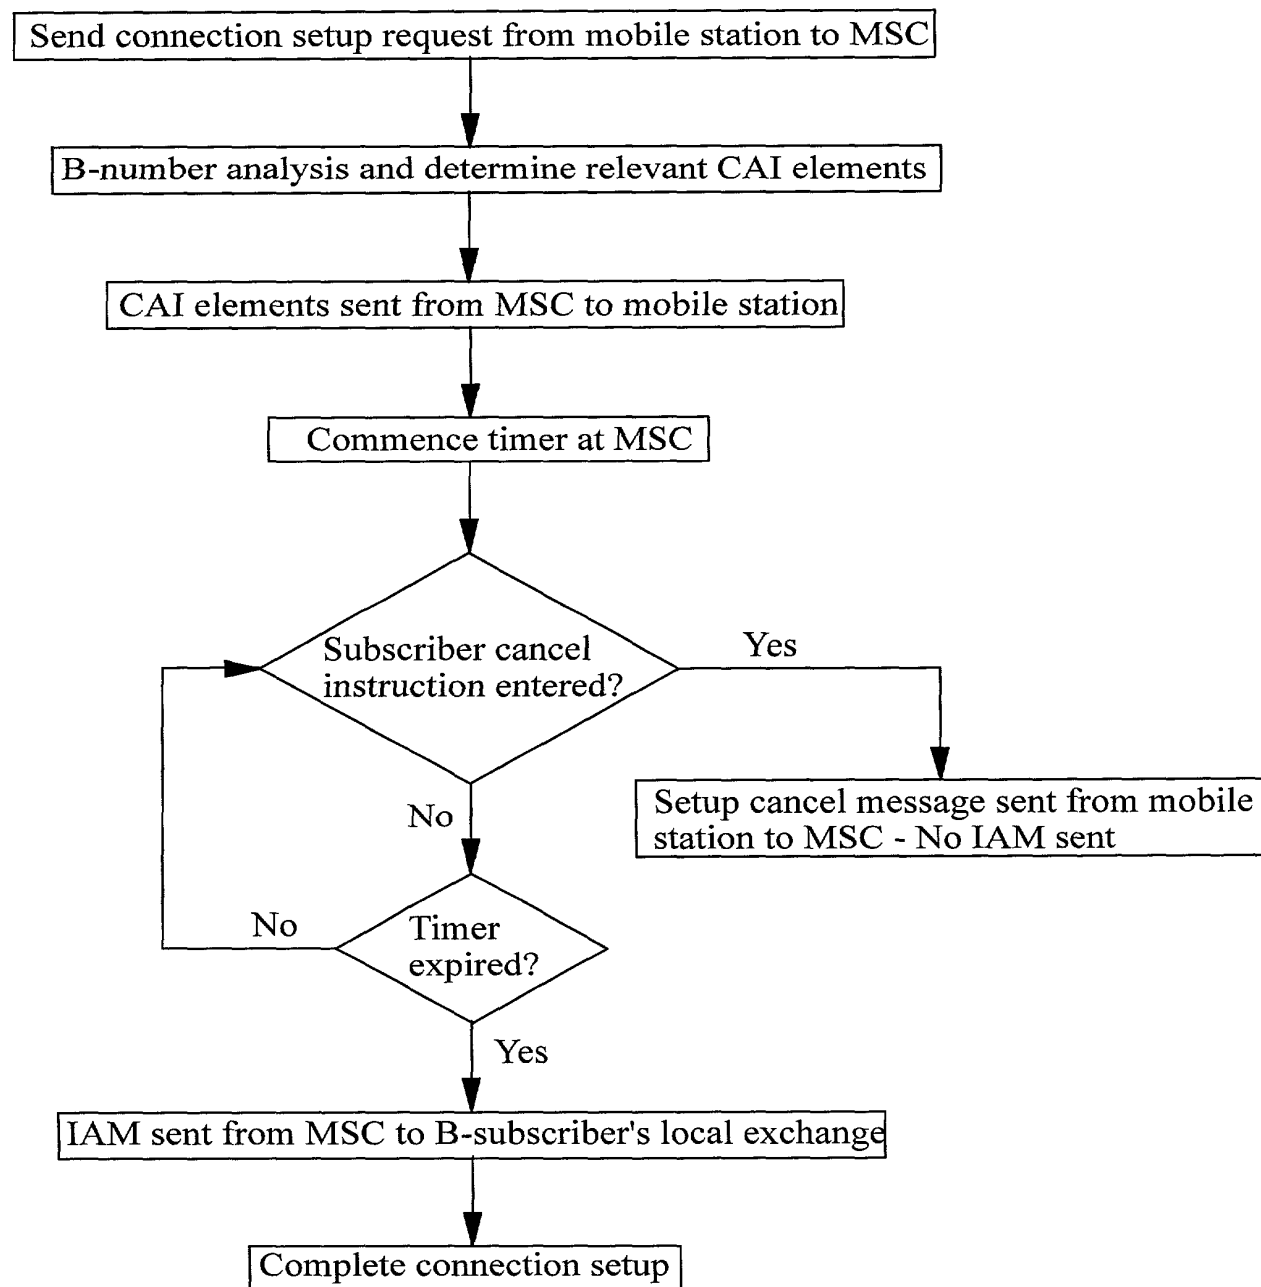 Send connection setup request from mobile station to MSC
B-number analysis and determine relevant CAI elements
CAI elements sent from MSC to mobile station
Commence timer at MSC
Subscriber cancel
instruction entered?
Yes
Setup cancel message sent from mobile
station to MSC - No IAM sent
No
Timer
expired?
No
Yes
IAM sent from MSC to B-subscriber's local exchange
Complete connection setup